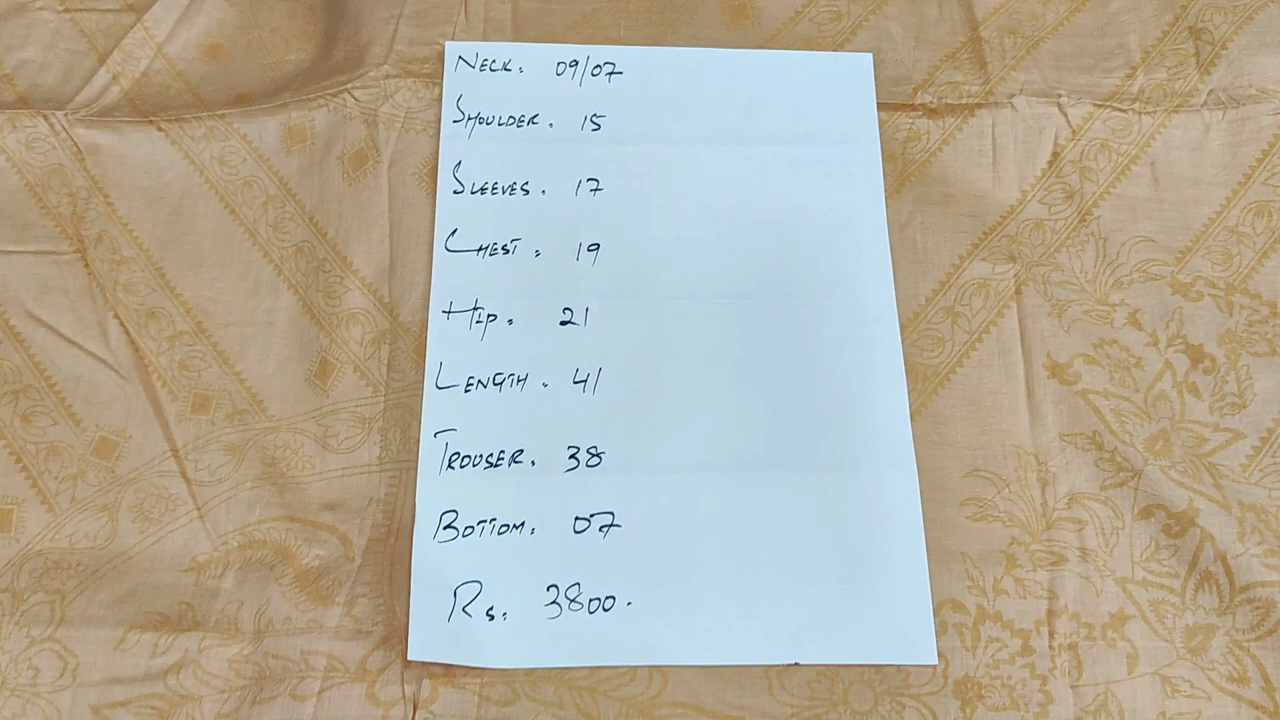 NECK: 09/07
SHOULDER: 15
SLEEVES: 17
CHEST: 19
HIP: 21
LENGTH: 41
TROUSER: 38
BOTTOM: 07
Rs: 3800.